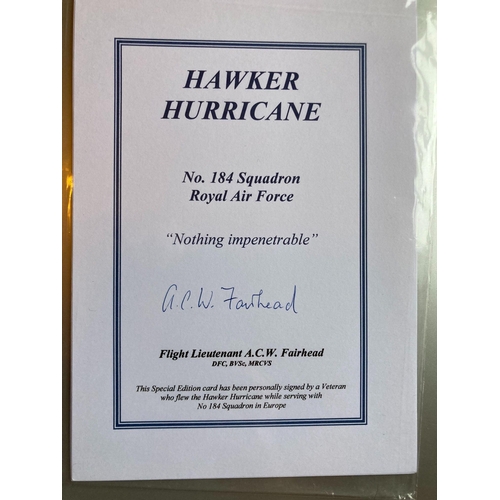 HAWKER
HURRICANE
No. 184 Squadron
Royal Air Force
“Nothing impenetrable”
A.C.W. Fairhead
Flight Lieutenant A.C.W. Fairhead
DFC, BVSc, MRCVS
This Special Edition card has been personally signed by a Veteran
who flew the Hawker Hurricane while serving with
No 184 Squadron in Europe